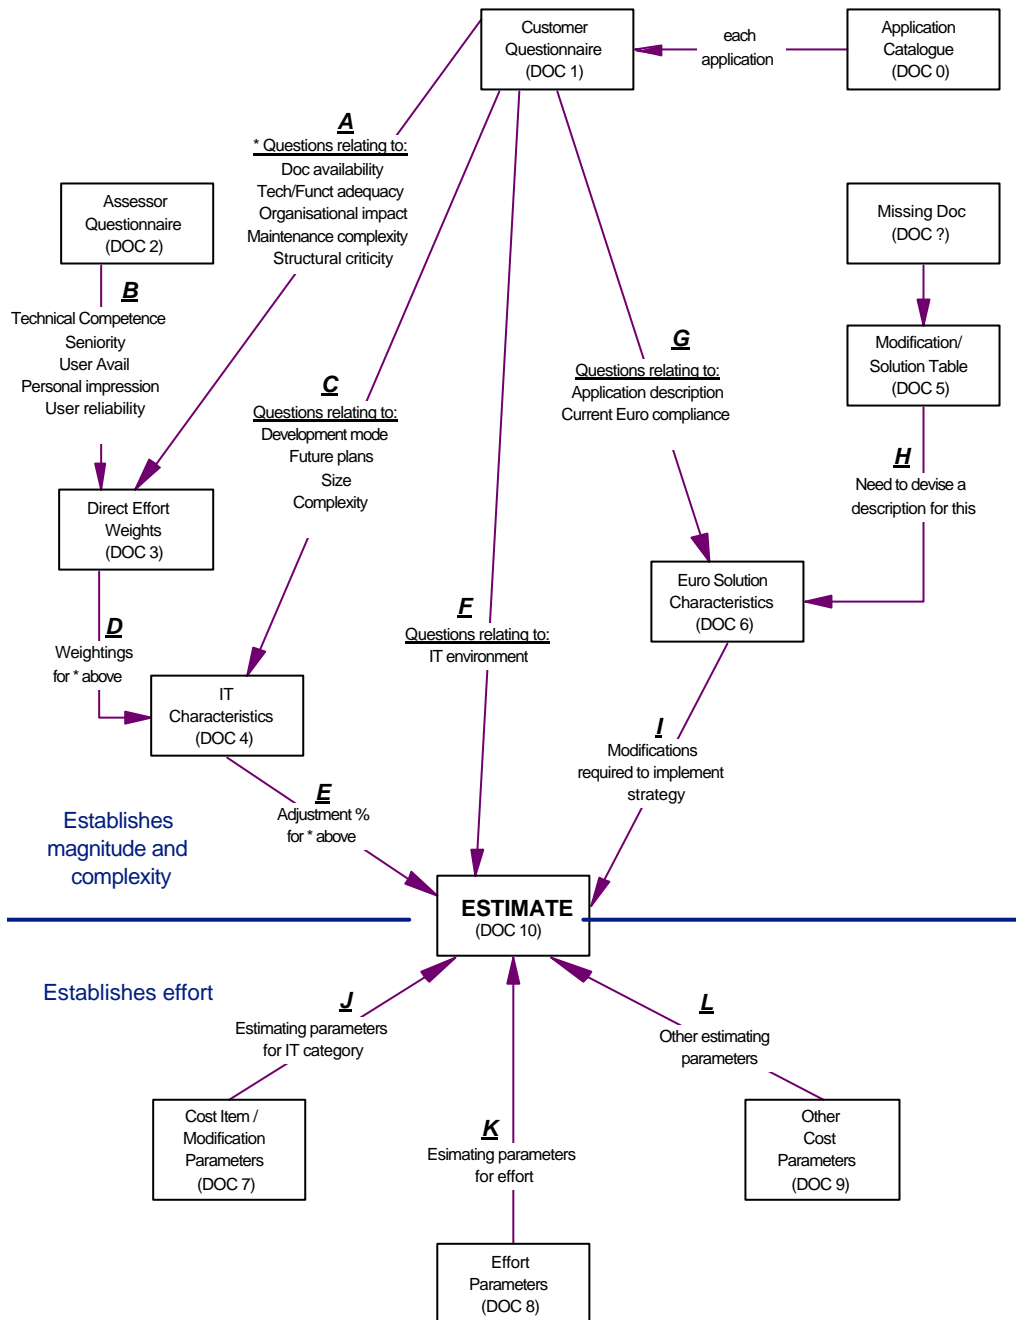 Customer
Questionnaire
(DOC 1)
each
application
Application
Catalogue
(DOC 0)
A
* Questions relating to:
Doc availability
Tech/Funct adequacy
Organisational impact
Maintenance complexity
Structural criticity
Assessor
Questionnaire
(DOC 2)
Missing Doc
(DOC ?)
B
Technical Competence
Seniority
User Avail
Personal impression
User reliability
C
Questions relating to:
Development mode
Future plans
Size
Complexity
G
Questions relating to:
Application description
Current Euro compliance
Modification/
Solution Table
(DOC 5)
H
Need to devise a
description for this
Direct Effort
Weights
(DOC 3)
Euro Solution
Characteristics
(DOC 6)
F
Questions relating to:
IT environment
D
Weightings
for * above
IT
Characteristics
(DOC 4)
I
Modifications
required to implement
strategy
E
Adjustment %
for * above
Establishes
magnitude and
complexity
ESTIMATE
(DOC 10)
Establishes effort
J
Estimating parameters
for IT category
L
Other estimating
parameters
K
Esimating parameters
for effort
Cost Item /
Modification
Parameters
(DOC 7)
Other
Cost
Parameters
(DOC 9)
Effort
Parameters
(DOC 8)